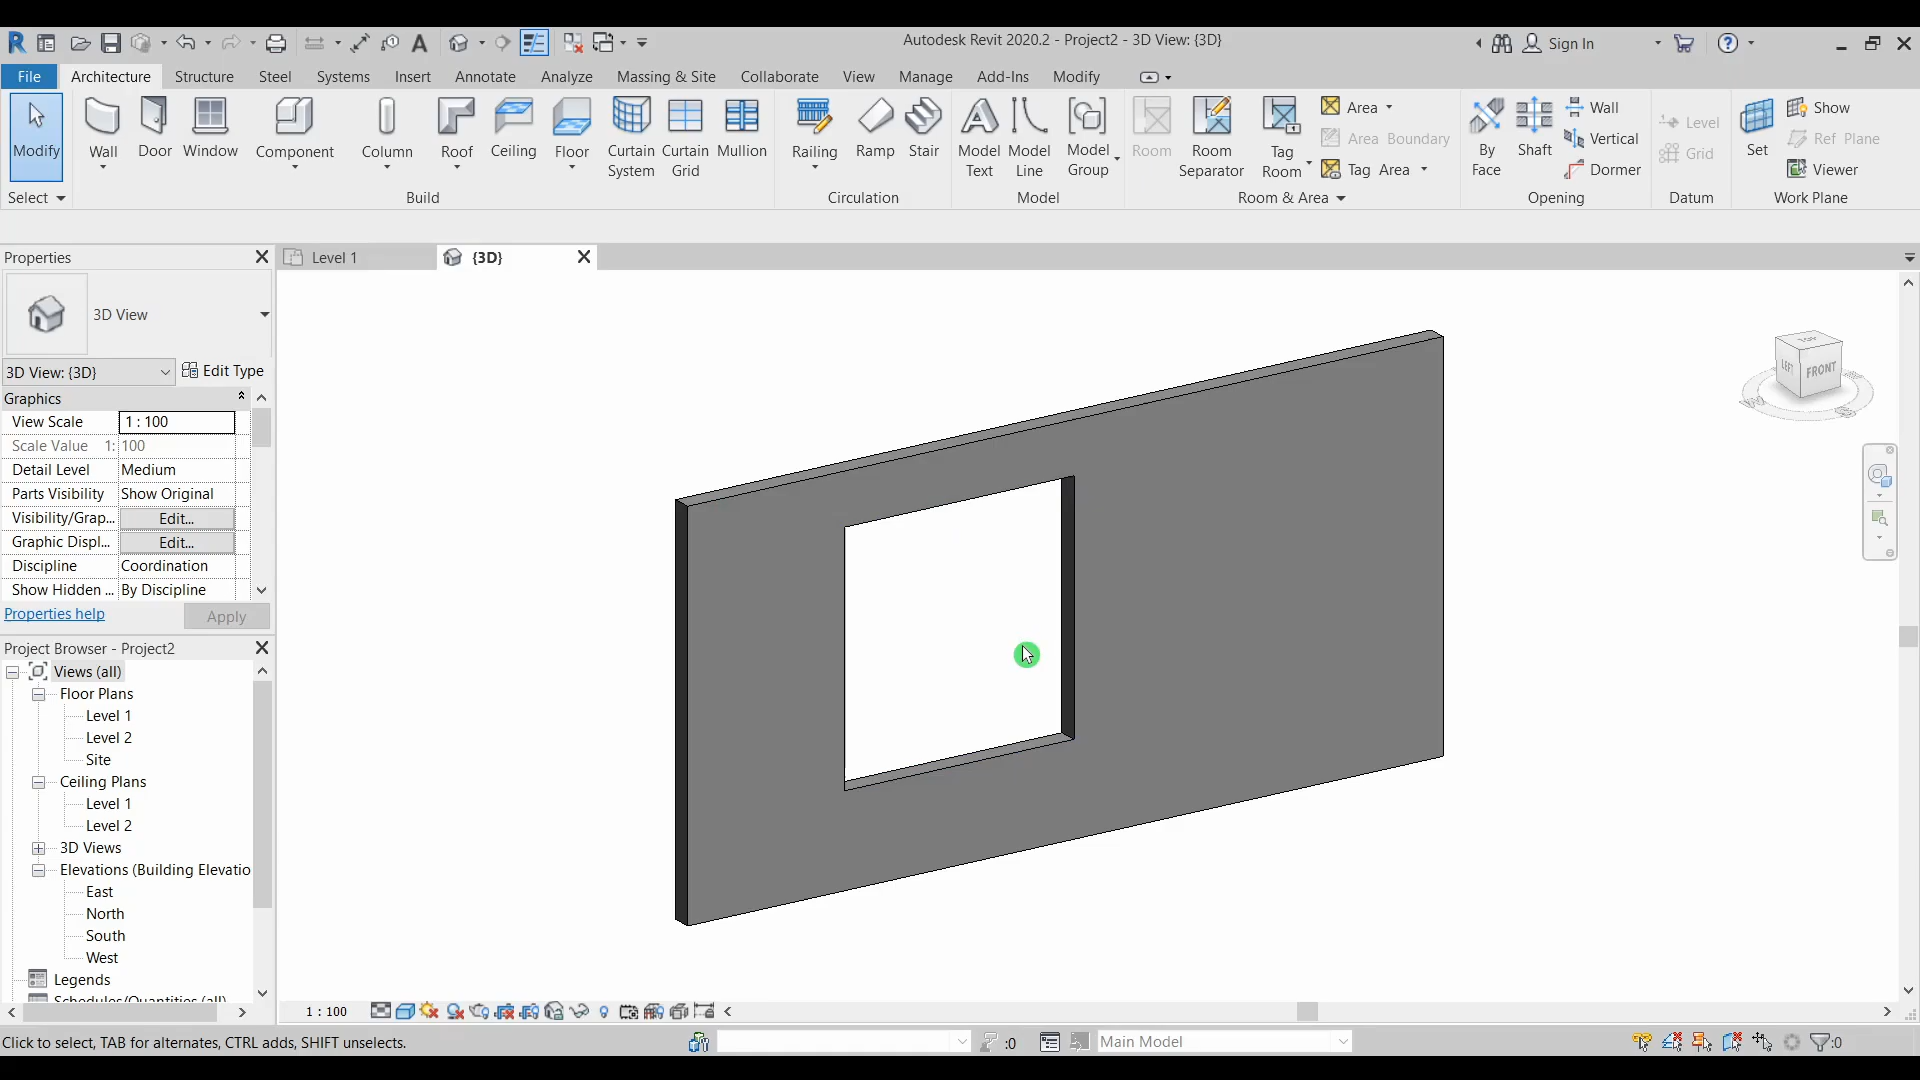 Autodesk Revit 2020.2 - Project2 - 3D View: {3D}
Sign In
File Architecture Structure Steel Systems Insert Annotate Analyze Massing & Site Collaborate View Manage Add-Ins Modify
Modify
Wall
Door
Window
Component
Column
Roof
Ceiling
Floor
Curtain System
Curtain Grid
Mullion
Railing
Ramp
Stair
Model Text
Model Line
Model Group
Room
Room Separator
Tag Room
Area
Area Boundary
Tag Area
By Face
Shaft
Wall
Vertical
Dormer
Level
Grid
Set
Show
Ref Plane
Viewer
Select Build Circulation Model Room & Area Opening Datum Work Plane
Properties
Level 1
{3D}
3D View
3D View: {3D}
Edit Type
Graphics
View Scale 1 : 100
Scale Value 1: 100
Detail Level Medium
Parts Visibility Show Original
Visibility/Grap... Edit...
Graphic Displ... Edit...
Discipline Coordination
Show Hidden ... By Discipline
Properties help
Apply
Project Browser - Project2
Views (all)
Floor Plans
Level 1
Level 2
Site
Ceiling Plans
Level 1
Level 2
3D Views
Elevations (Building Elevatio
East
North
South
West
Legends
Schedules/Quantities (all)
TOP
LEFT
FRONT
1 : 100
Click to select, TAB for alternates, CTRL adds, SHIFT unselects.
:0
Main Model
:0